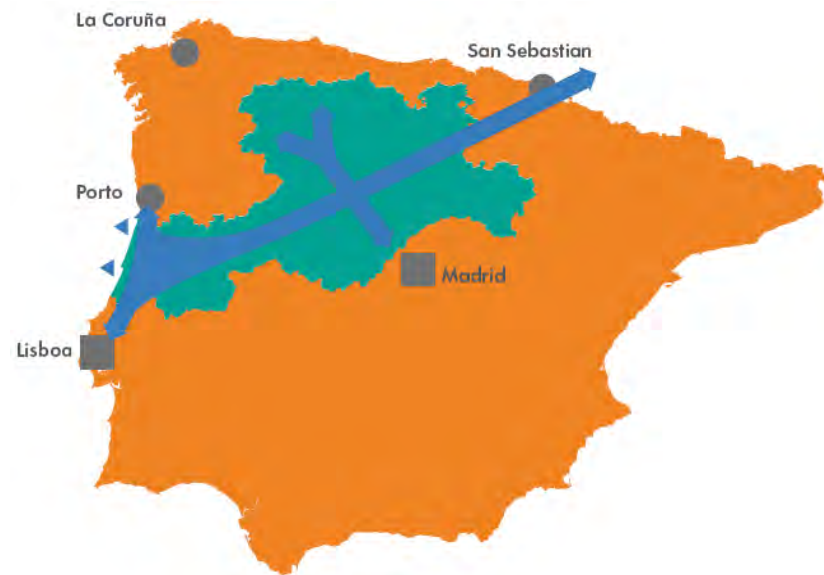 La Coruña
San Sebastian
Porto
Madrid
Lisboa